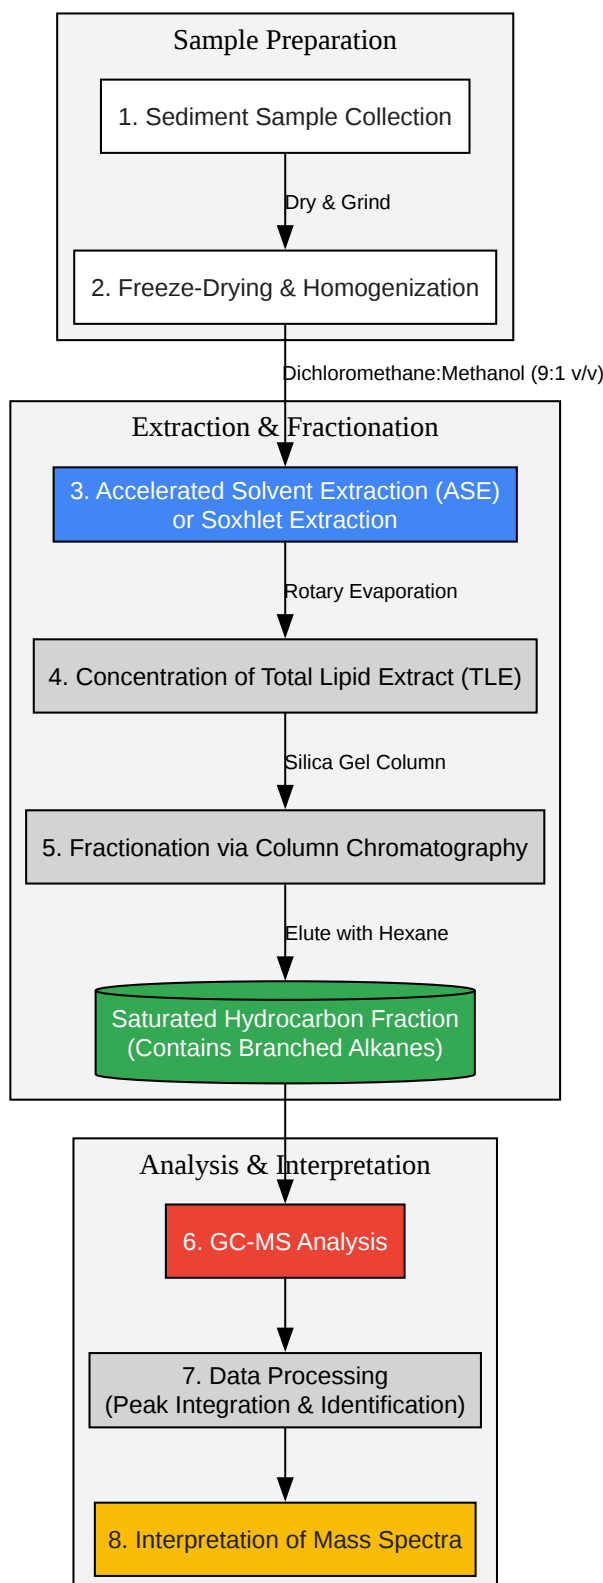 Sample Preparation
1. Sediment Sample Collection
Dry & Grind
2. Freeze-Drying & Homogenization
Dichloromethane:Methanol (9:1 v/v)
Extraction & Fractionation
3. Accelerated Solvent Extraction (ASE)
or Soxhlet Extraction
Rotary Evaporation
4. Concentration of Total Lipid Extract (TLE)
Silica Gel Column
5. Fractionation via Column Chromatography
Elute with Hexane
Saturated Hydrocarbon Fraction
(Contains Branched Alkanes)
Analysis & Interpretation
6. GC-MS Analysis
7. Data Processing
(Peak Integration & Identification)
8. Interpretation of Mass Spectra